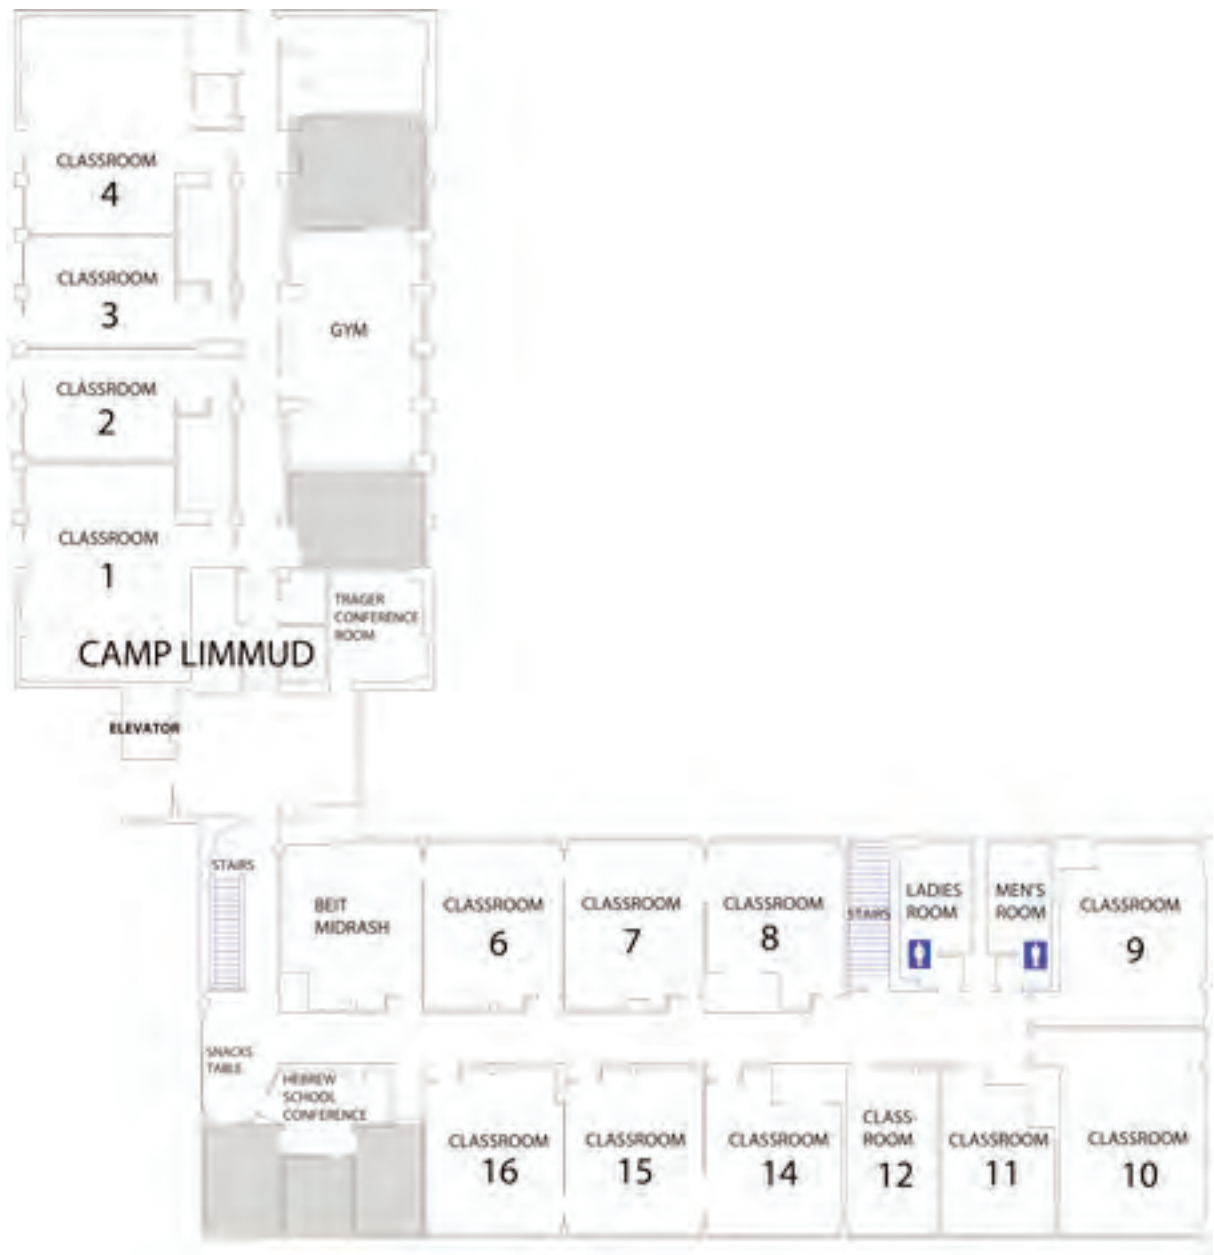 CLASSROOM
4
CLASSROOM
3
GYM
CLASSROOM
2
CLASSROOM
1
TRAGER
CONFERENCE
ROOM
CAMP LIMMUD
ELEVATOR
STAIRS
BEIT
MIDRASH
CLASSROOM
6
CLASSROOM
7
CLASSROOM
8
STAIRS
LADIES
ROOM
MEN'S
ROOM
CLASSROOM
9
SNACKS
TABLE
HEBREW
SCHOOL
CONFERENCE
CLASSROOM
16
CLASSROOM
15
CLASSROOM
14
CLASS-
ROOM
12
CLASSROOM
11
CLASSROOM
10